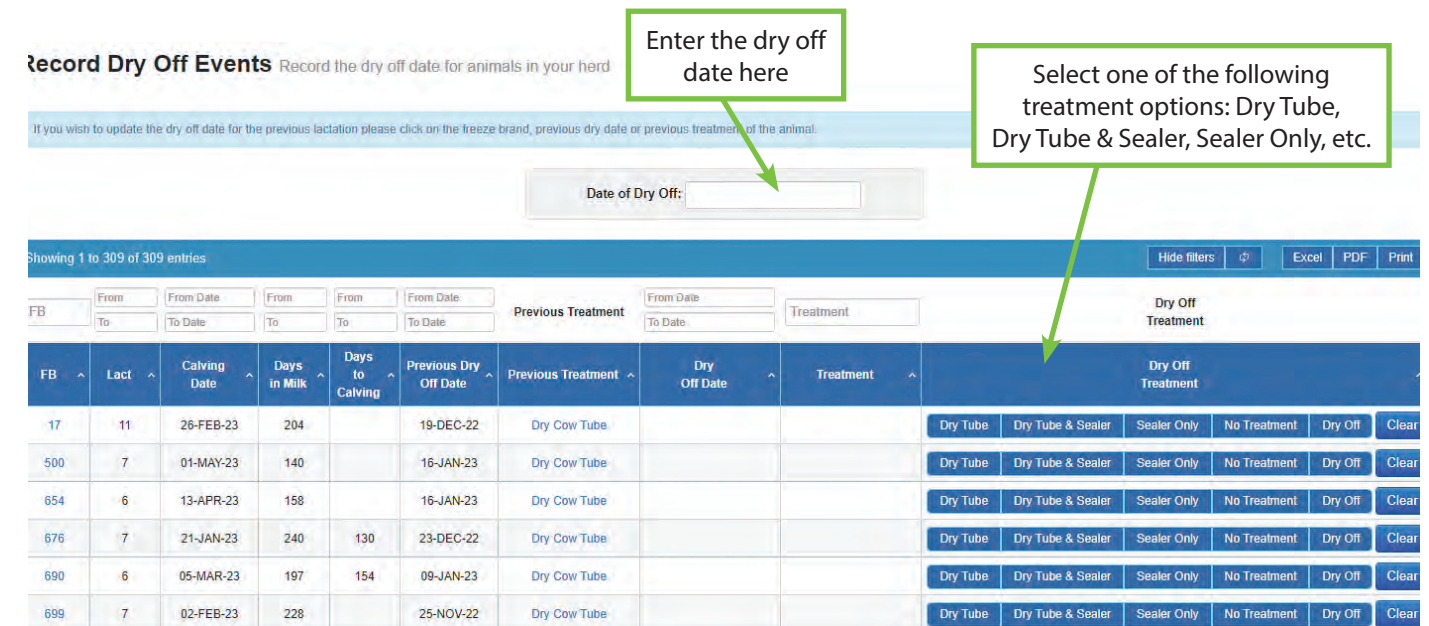 Enter the dry off
date here
Record Dry Off Events Record the dry off date for animals in your herd
Select one of the following
treatment options: Dry Tube,
Dry Tube & Sealer, Sealer Only, etc.
If you wish to update the dry off date for the previous lactation please click on the freeze brand, previous dry date or previous treatment of the animal.
Date of Dry Off:
Showing 1 to 309 of 309 entries Hide filters Excel PDF Print
FB From From Date From From From Date Previous Treatment From Date Treatment Dry Off
To To Date To To To Date To Date Treatment
FB Lact Calving Date Days in Milk Days to Calving Previous Dry Off Date Previous Treatment Dry Off Date Treatment Dry Off Treatment
17 11 26-FEB-23 204 19-DEC-22 Dry Cow Tube Dry Tube Dry Tube & Sealer Sealer Only No Treatment Dry Off Clear
500 7 01-MAY-23 140 16-JAN-23 Dry Cow Tube Dry Tube Dry Tube & Sealer Sealer Only No Treatment Dry Off Clear
654 6 13-APR-23 158 16-JAN-23 Dry Cow Tube Dry Tube Dry Tube & Sealer Sealer Only No Treatment Dry Off Clear
676 7 21-JAN-23 240 130 23-DEC-22 Dry Cow Tube Dry Tube Dry Tube & Sealer Sealer Only No Treatment Dry Off Clear
690 6 05-MAR-23 197 154 09-JAN-23 Dry Cow Tube Dry Tube Dry Tube & Sealer Sealer Only No Treatment Dry Off Clear
699 7 02-FEB-23 228 25-NOV-22 Dry Cow Tube Dry Tube Dry Tube & Sealer Sealer Only No Treatment Dry Off Clear